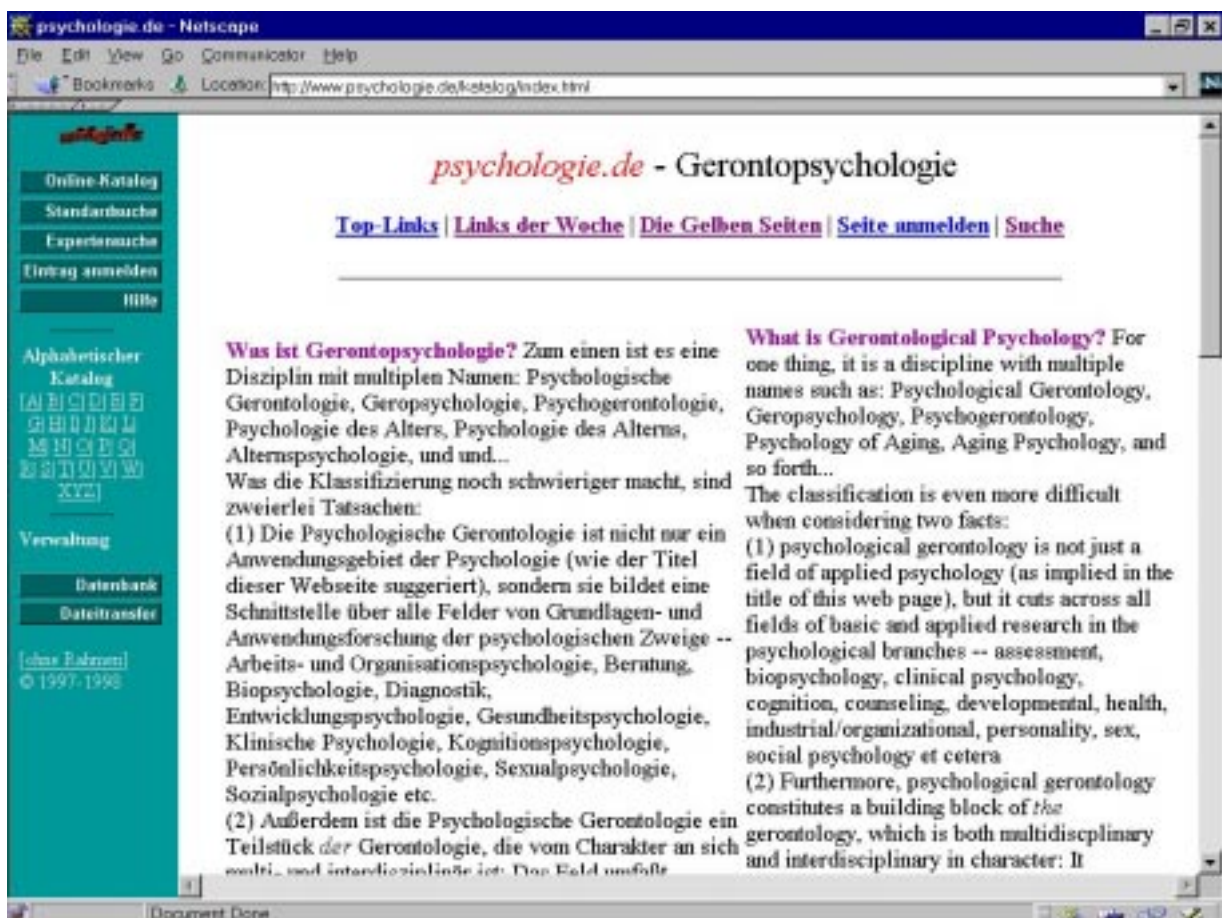 psychologie.de - Netscape
File Edit View Go Communicator Help
Bookmarks Location: http://www.psychologie.de/katalog/index.html
Online-Katalog
Standardsuche
Expertensuche
Eintrag anmelden
Hilfe
Alphabetischer
Katalog
[A| B| C| D| E| F|
G| H| I| J| K| L|
M| N| O| P| Q|
R| S| T| U| V| W|
XYZ]
Verwaltung
Datenbank
Dateitransfer
[ohne Rahmen]
© 1997-1998
psychologie.de - Gerontopsychologie
Top-Links | Links der Woche | Die Gelben Seiten | Seite anmelden | Suche
Was ist Gerontopsychologie? Zum einen ist es eine
Disziplin mit multiplen Namen: Psychologische
Gerontologie, Geropsychologie, Psychogerontologie,
Psychologie des Alters, Psychologie des Alterns,
Alternspsychologie, und und...
Was die Klassifizierung noch schwieriger macht, sind
zweierlei Tatsachen:
(1) Die Psychologische Gerontologie ist nicht nur ein
Anwendungsgebiet der Psychologie (wie der Titel
dieser Webseite suggeriert), sondern sie bildet eine
Schnittstelle über alle Felder von Grundlagen- und
Anwendungsforschung der psychologischen Zweige --
Arbeits- und Organisationspsychologie, Beratung,
Biopsychologie, Diagnostik,
Entwicklungspsychologie, Gesundheitspsychologie,
Klinische Psychologie, Kognitionspsychologie,
Persönlichkeitspsychologie, Sexualpsychologie,
Sozialpsychologie etc.
(2) Außerdem ist die Psychologische Gerontologie ein
Teilstück der Gerontologie, die vom Charakter an sich
multi- und interdisziplinär ist: Das Feld umfaßt
What is Gerontological Psychology? For
one thing, it is a discipline with multiple
names such as: Psychological Gerontology,
Geropsychology, Psychogerontology,
Psychology of Aging, Aging Psychology, and
so forth...
The classification is even more difficult
when considering two facts:
(1) psychological gerontology is not just a
field of applied psychology (as implied in the
title of this web page), but it cuts across all
fields of basic and applied research in the
psychological branches -- assessment,
biopsychology, clinical psychology,
cognition, counseling, developmental, health,
industrial/organizational, personality, sex,
social psychology et cetera
(2) Furthermore, psychological gerontology
constitutes a building block of the
gerontology, which is both multidiscplinary
and interdisciplinary in character: It
Document Done